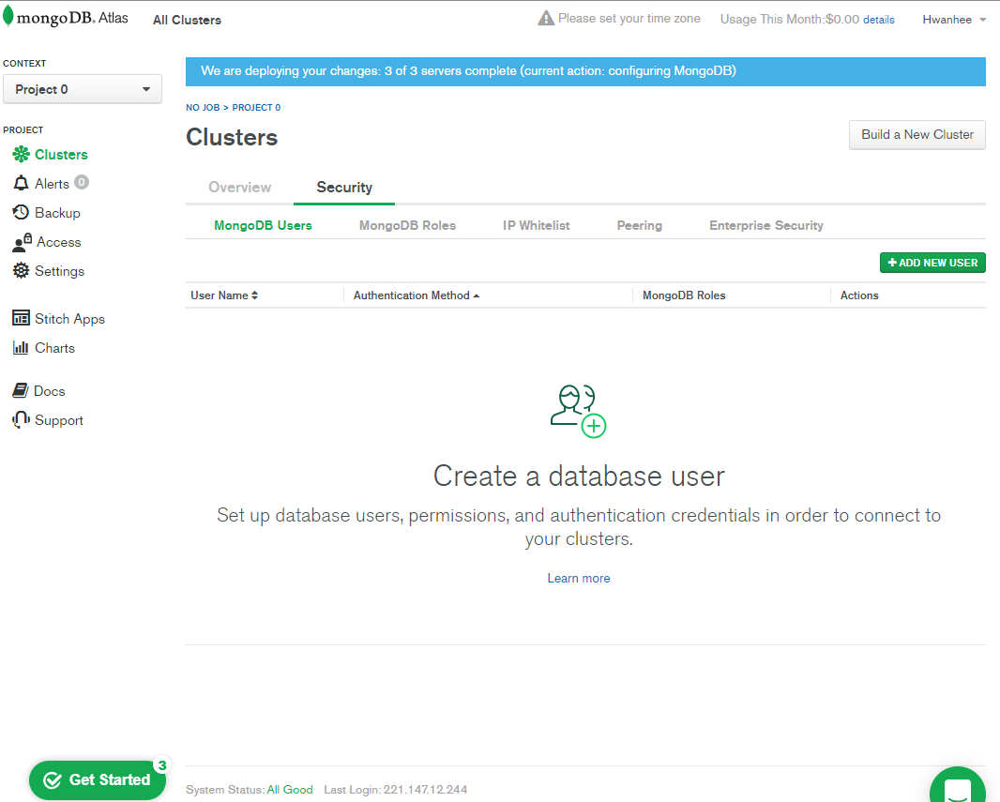 mongoDB. Atlas All Clusters Please set your time zone Usage This Month:$0.00 details Hwanhee
CONTEXT
Project 0
PROJECT
Clusters
Alerts 0
Backup
Access
Settings
Stitch Apps
Charts
Docs
Support
We are deploying your changes: 3 of 3 servers complete (current action: configuring MongoDB)
NO JOB > PROJECT 0
Clusters
Build a New Cluster
Overview Security
MongoDB Users MongoDB Roles IP Whitelist Peering Enterprise Security
+ ADD NEW USER
User Name Authentication Method MongoDB Roles Actions
Create a database user
Set up database users, permissions, and authentication credentials in order to connect to
your clusters.
Learn more
Get Started 3
System Status: All Good Last Login: 221.147.12.244